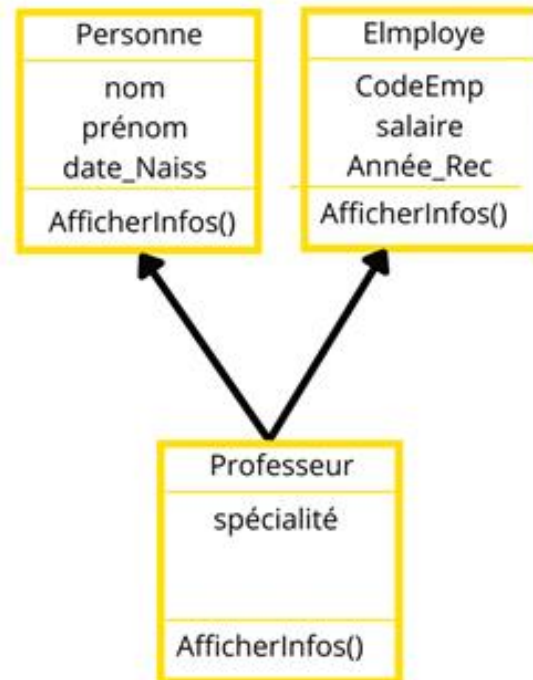 Personne
nom
prénom
date_Naiss
AfficherInfos()
Elmploye
CodeEmp
salaire
Année_Rec
AfficherInfos()
Professeur
spécialité
AfficherInfos()